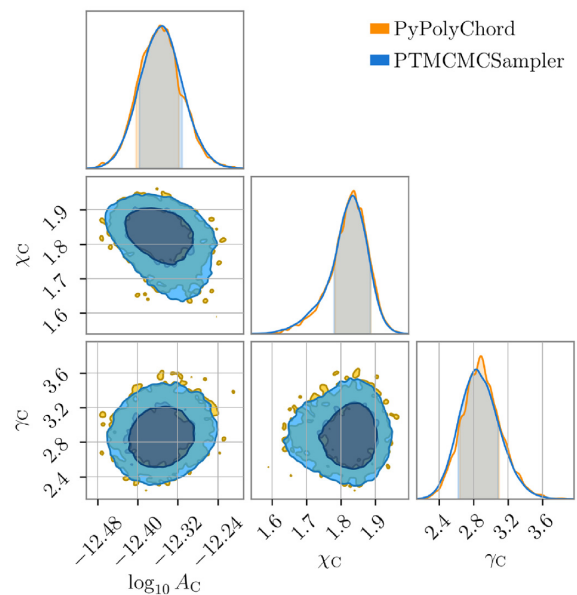 PyPolyChord
PTMCMCSampler
χC
1.9
1.8
1.7
1.6
γC
3.6
3.2
2.8
2.4
−12.48
−12.40
−12.32
−12.24
log10 AC
1.6
1.7
1.8
1.9
χC
2.4
2.8
3.2
3.6
γC